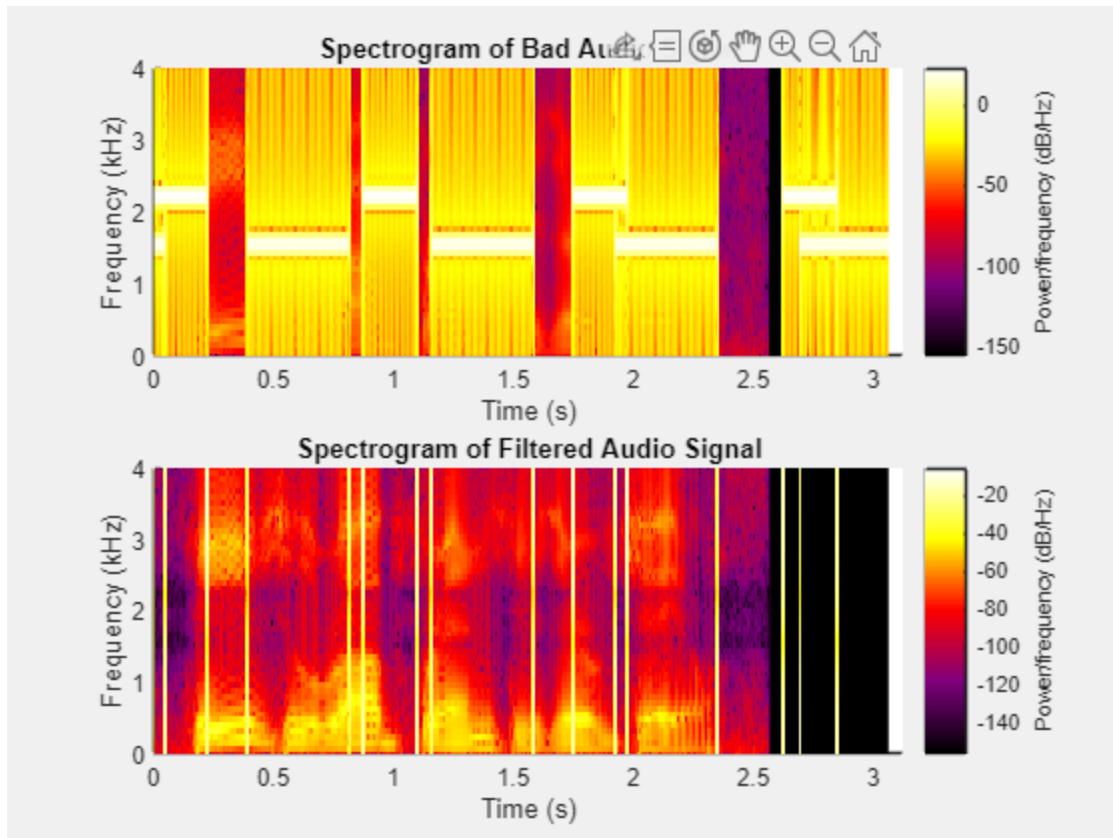 Spectrogram of Bad Audio
4
3
2
1
0
0 0.5 1 1.5 2 2.5 3
Frequency (kHz)
Time (s)
0
-50
-100
-150
Power/frequency (dB/Hz)
Spectrogram of Filtered Audio Signal
4
3
2
1
0
0 0.5 1 1.5 2 2.5 3
Frequency (kHz)
Time (s)
-20
-40
-60
-80
-100
-120
-140
Power/frequency (dB/Hz)